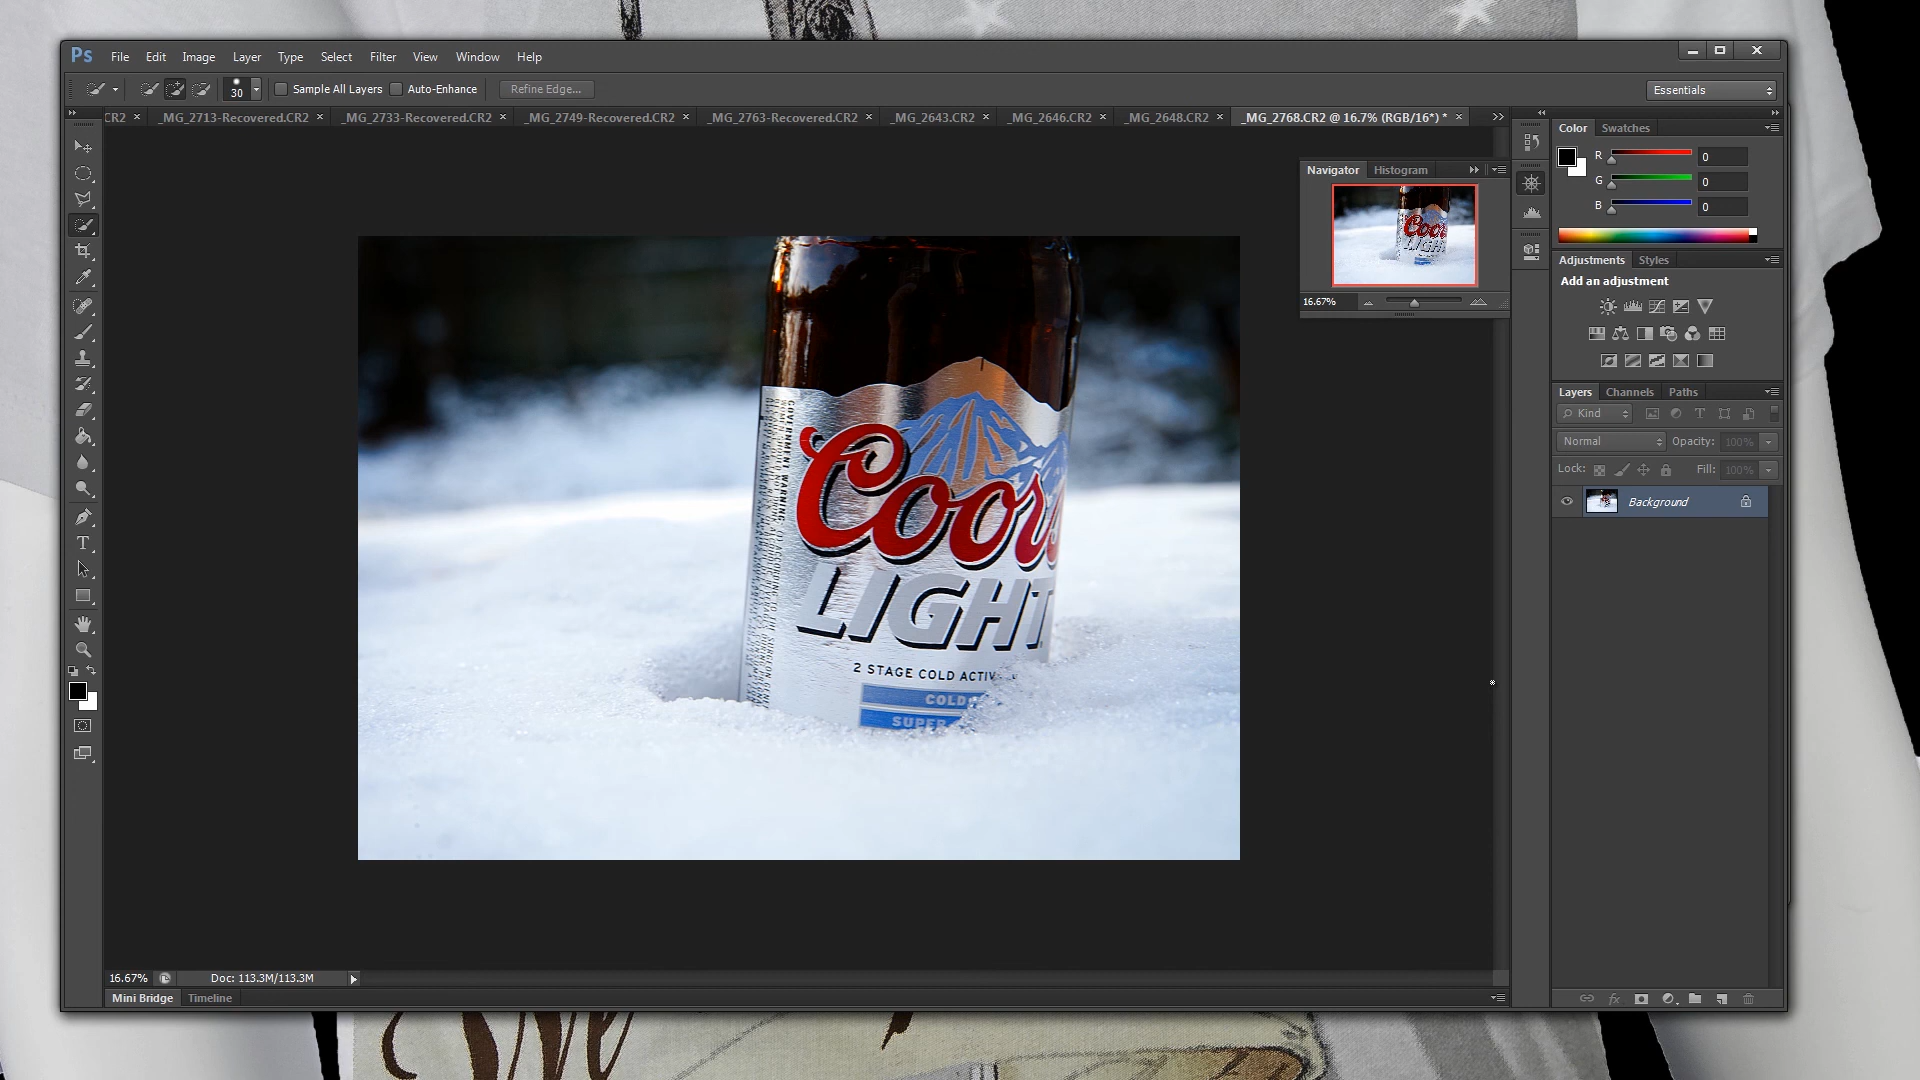 Ps File Edit Image Layer Type Select Filter View Window Help
30 Sample All Layers Auto-Enhance Refine Edge... Essentials
CR2 × _MG_2713-Recovered.CR2 × _MG_2733-Recovered.CR2 × _MG_2749-Recovered.CR2 × _MG_2763-Recovered.CR2 × _MG_2643.CR2 × _MG_2646.CR2 × _MG_2648.CR2 × _MG_2768.CR2 @ 16.7% (RGB/16*) * ×
Navigator Histogram
16.67%
Color Swatches
R 0
G 0
B 0
Adjustments Styles
Add an adjustment
Layers Channels Paths
Kind
Normal Opacity: 100%
Lock: Fill: 100%
Background
GOVERNMENT WARNING:
Coors
LIGHT
2 STAGE COLD ACTIV
COLD
SUPER
16.67% Doc: 113.3M/113.3M
Mini Bridge Timeline
We